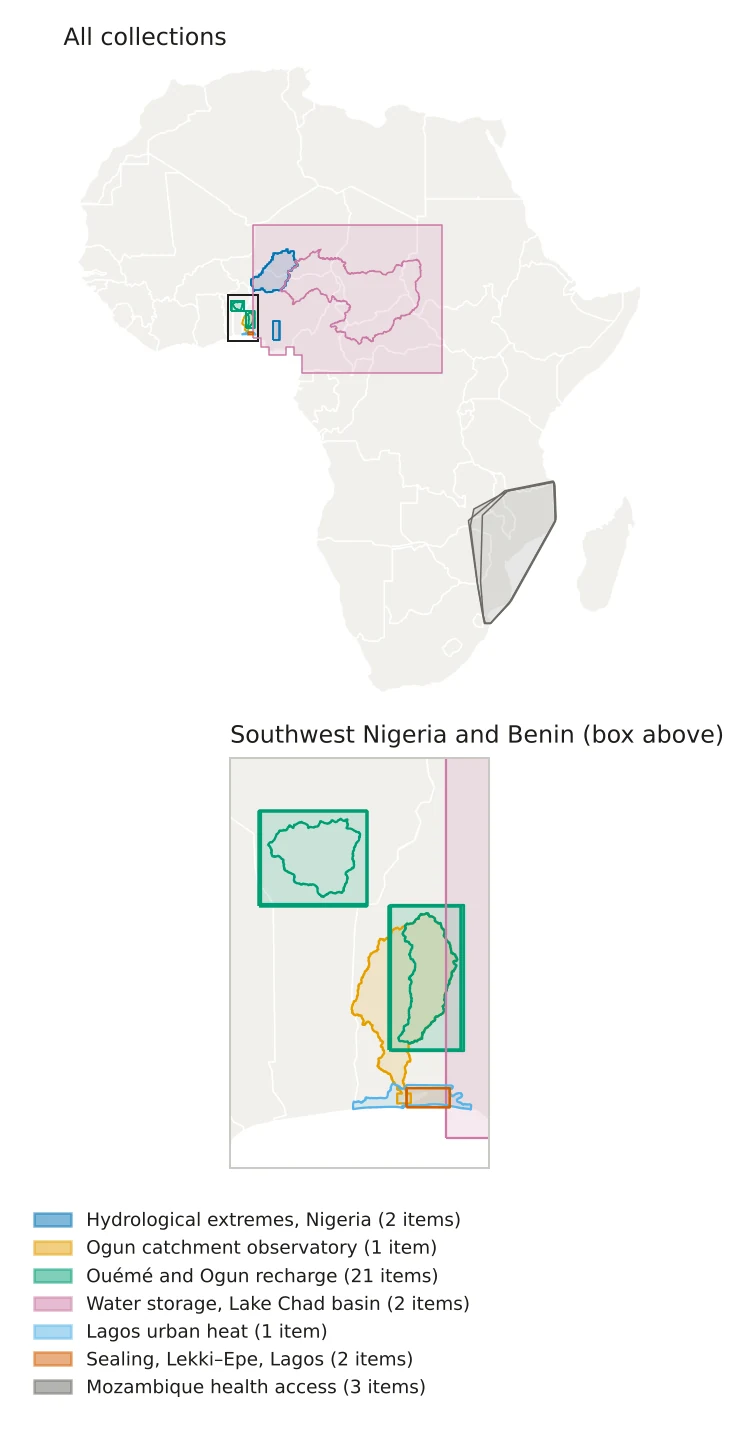 All collections
Southwest Nigeria and Benin (box above)
Hydrological extremes, Nigeria (2 items)
Ogun catchment observatory (1 item)
Ouémé and Ogun recharge (21 items)
Water storage, Lake Chad basin (2 items)
Lagos urban heat (1 item)
Sealing, Lekki–Epe, Lagos (2 items)
Mozambique health access (3 items)